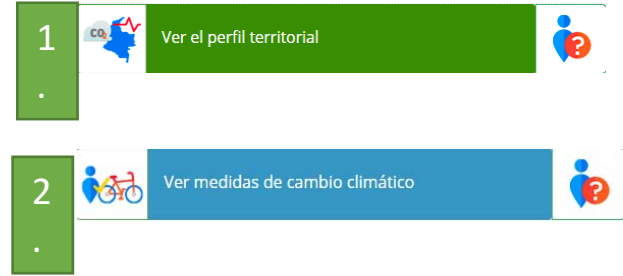 1
.
CO₂
Ver el perfil territorial
?
2
.
Ver medidas de cambio climático
?